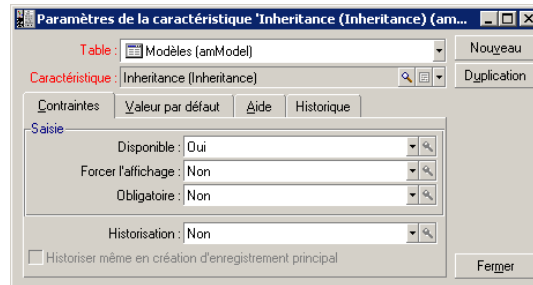 Paramètres de la caractéristique 'Inheritance (Inheritance) (am...
Table : Modèles (amModel)
Nouveau
Caractéristique : Inheritance (Inheritance)
Duplication
Contraintes Valeur par défaut Aide Historique
Saisie
Disponible : Oui
Forcer l'affichage : Non
Obligatoire : Non
Historisation : Non
Historiser même en création d'enregistrement principal
Fermer